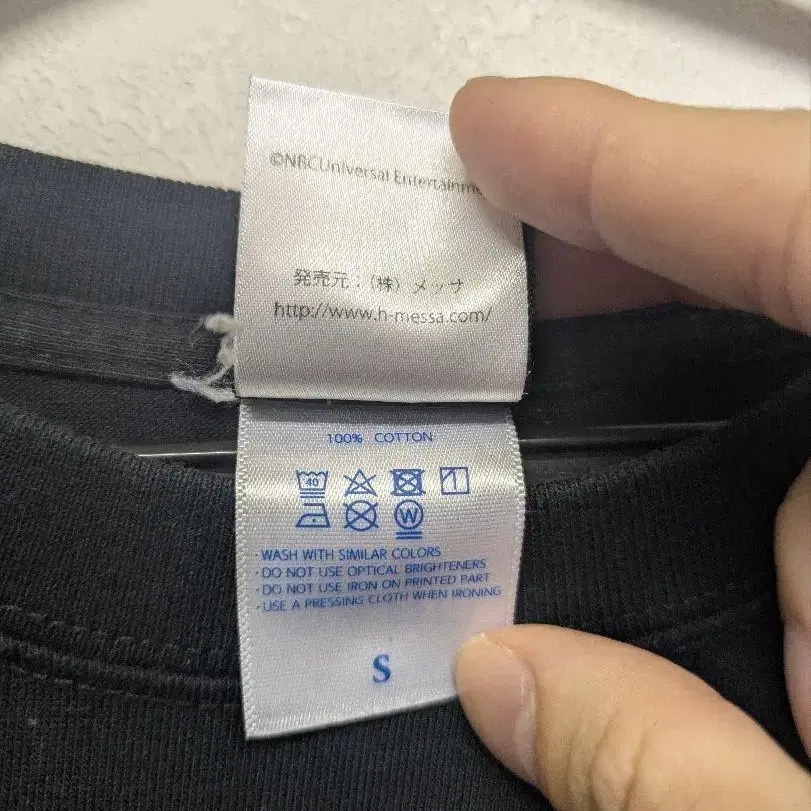 ©NBCUniversal Entertainme
発売元：（株）メッサ
http://www.h-messa.com/
100% COTTON
40
W
·WASH WITH SIMILAR COLORS
·DO NOT USE OPTICAL BRIGHTENERS
·DO NOT USE IRON ON PRINTED PART
·USE A PRESSING CLOTH WHEN IRONING
S